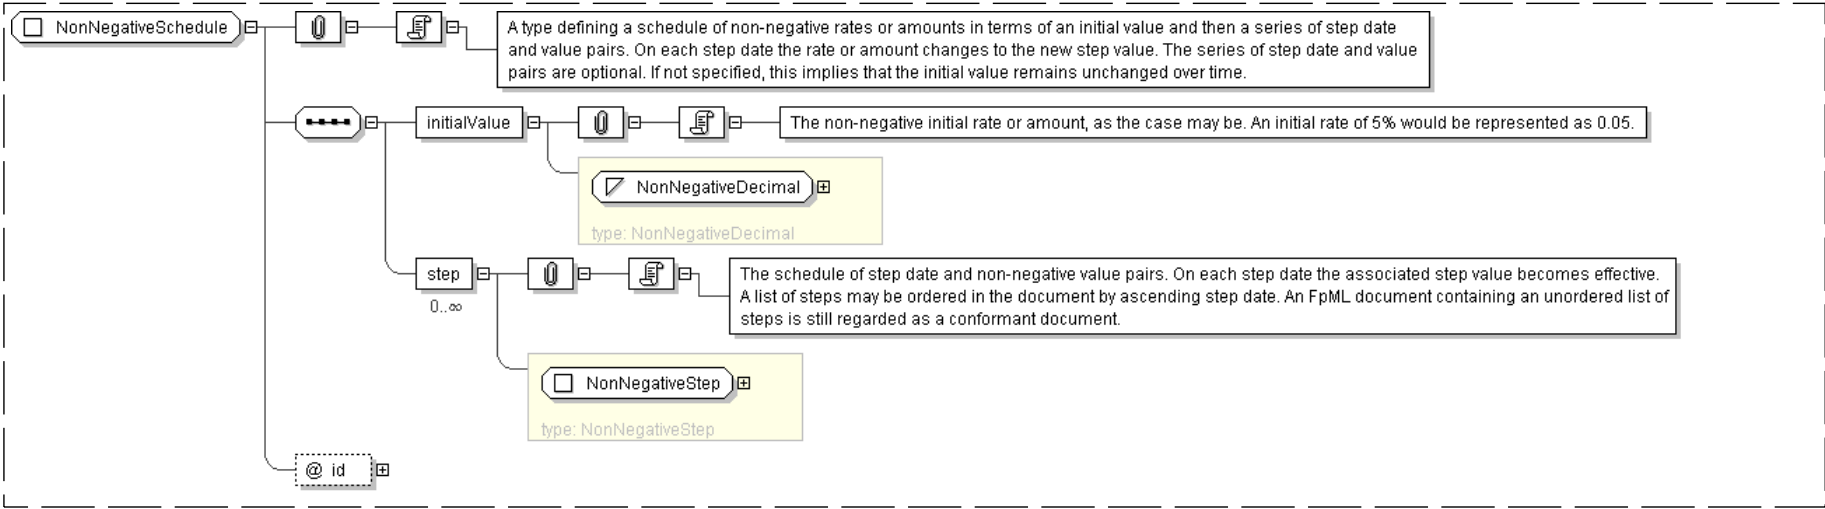 NonNegativeSchedule
A type defining a schedule of non-negative rates or amounts in terms of an initial value and then a series of step date
and value pairs. On each step date the rate or amount changes to the new step value. The series of step date and value
pairs are optional. If not specified, this implies that the initial value remains unchanged over time.
initialValue
The non-negative initial rate or amount, as the case may be. An initial rate of 5% would be represented as 0.05.
NonNegativeDecimal
type: NonNegativeDecimal
step
0..∞
The schedule of step date and non-negative value pairs. On each step date the associated step value becomes effective.
A list of steps may be ordered in the document by ascending step date. An FpML document containing an unordered list of
steps is still regarded as a conformant document.
NonNegativeStep
type: NonNegativeStep
@ id